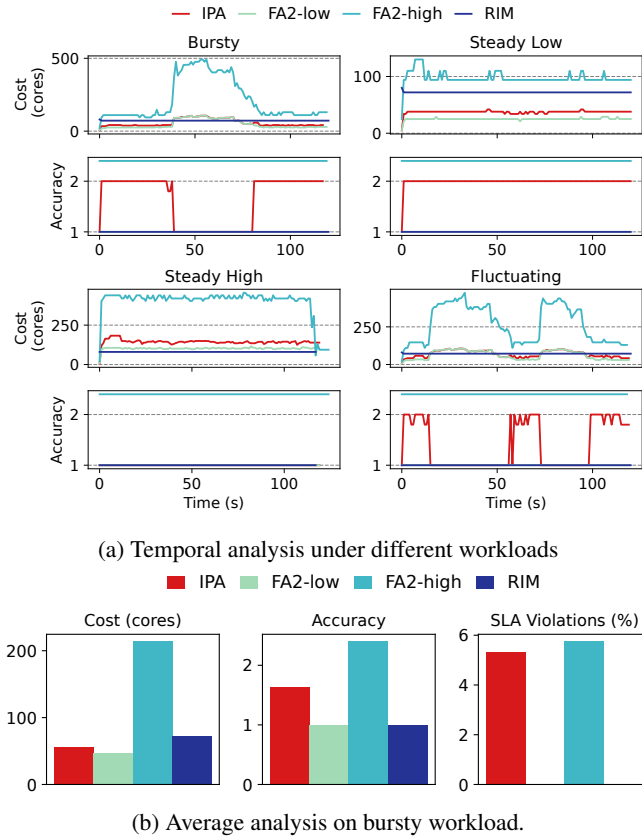 IPA FA2-low FA2-high RIM
Bursty Steady Low
Cost (cores) 500 0 100 0
Accuracy 2 1 2 1
0 50 100 0 50 100
Steady High Fluctuating
Cost (cores) 250 0 250 0
Accuracy 2 1 2 1
0 50 100 0 50 100
Time (s) Time (s)
(a) Temporal analysis under different workloads
IPA FA2-low FA2-high RIM
Cost (cores) Accuracy SLA Violations (%)
200 100 0 2 1 0 6 4 2 0
(b) Average analysis on bursty workload.